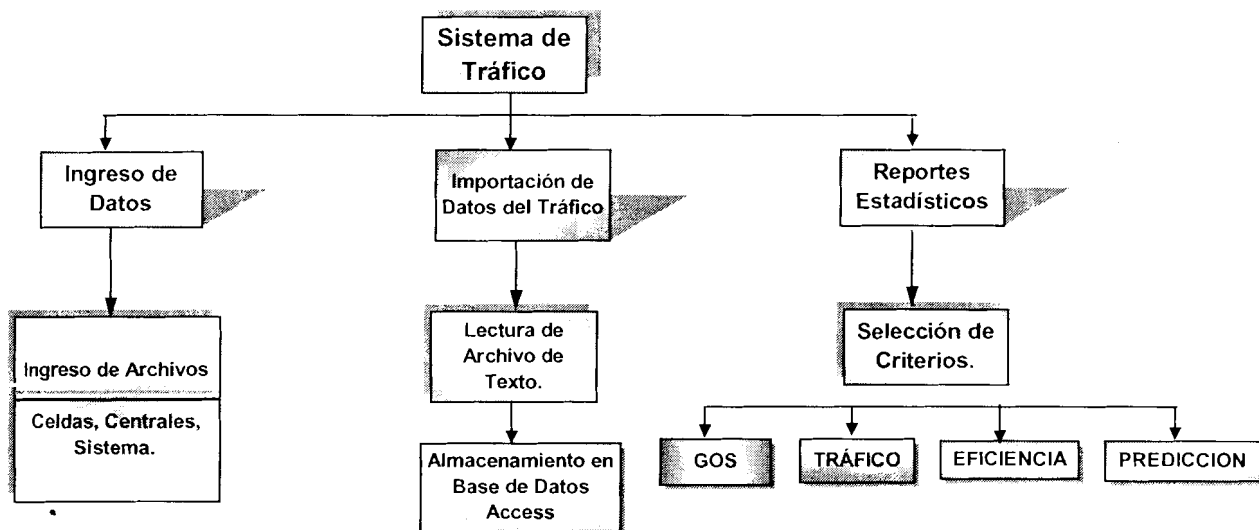 Sistema de
Tráfico
Ingreso de
Datos
Importación de
Datos del Tráfico
Reportes
Estadísticos
Ingreso de Archivos
Celdas, Centrales,
Sistema.
Lectura de
Archivo de
Texto.
Almacenamiento en
Base de Datos
Access
Selección de
Criterios.
GOS
TRÁFICO
EFICIENCIA
PREDICCION